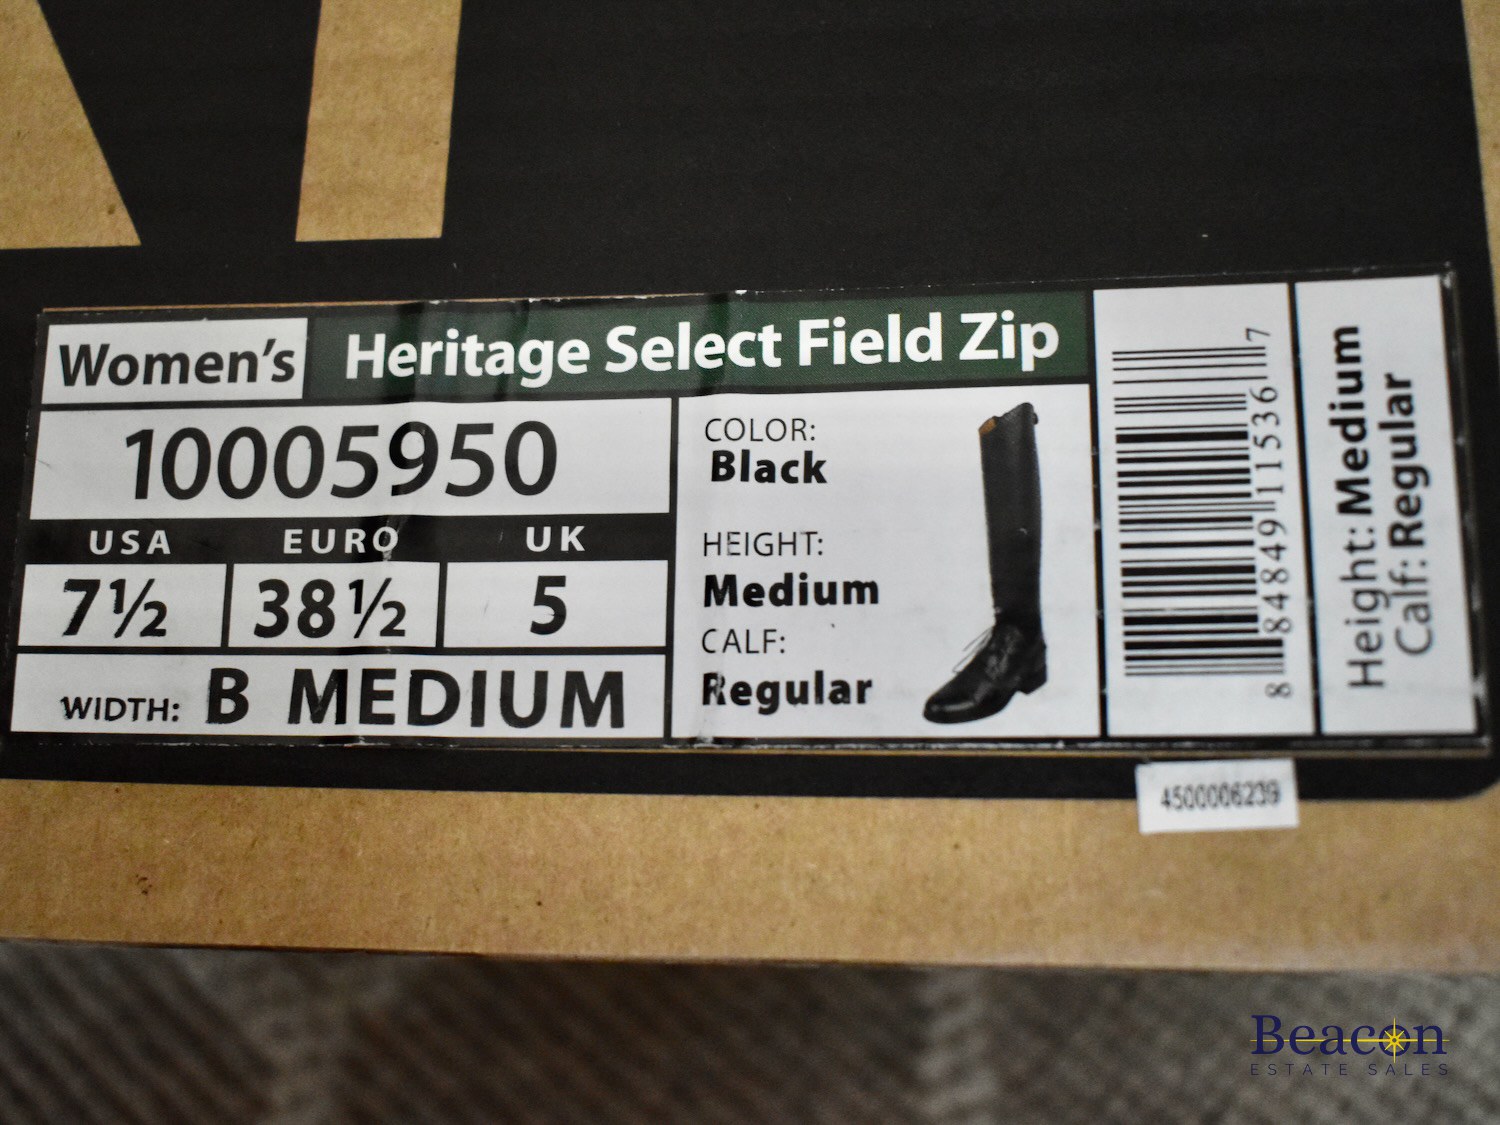 Women's
Heritage Select Field Zip
10005950
USA EURO UK
7½ 38½ 5
WIDTH: B MEDIUM
COLOR:
Black
HEIGHT:
Medium
CALF:
Regular
8 84849 11536 7
Height: Medium
Calf: Regular
4500006239
Beacon
ESTATE SALES